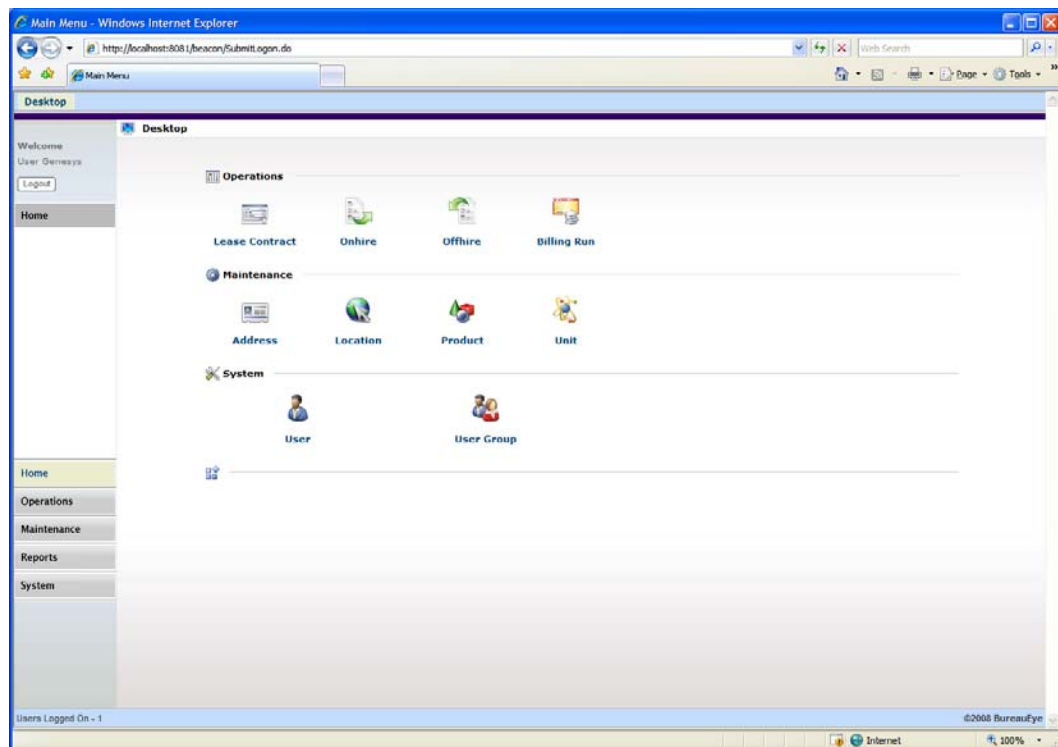 Main Menu - Windows Internet Explorer
http://localhost:8081/beacon/SubmitLogon.do
Web Search
Main Menu
Page
Tools
Desktop
Desktop
Welcome
User Genesys
Logout
Home
Operations
Lease Contract Onhire Offhire Billing Run
Maintenance
Address Location Product Unit
System
User User Group
Home
Operations
Maintenance
Reports
System
Users Logged On - 1
©2008 BureauEye
Internet
100%